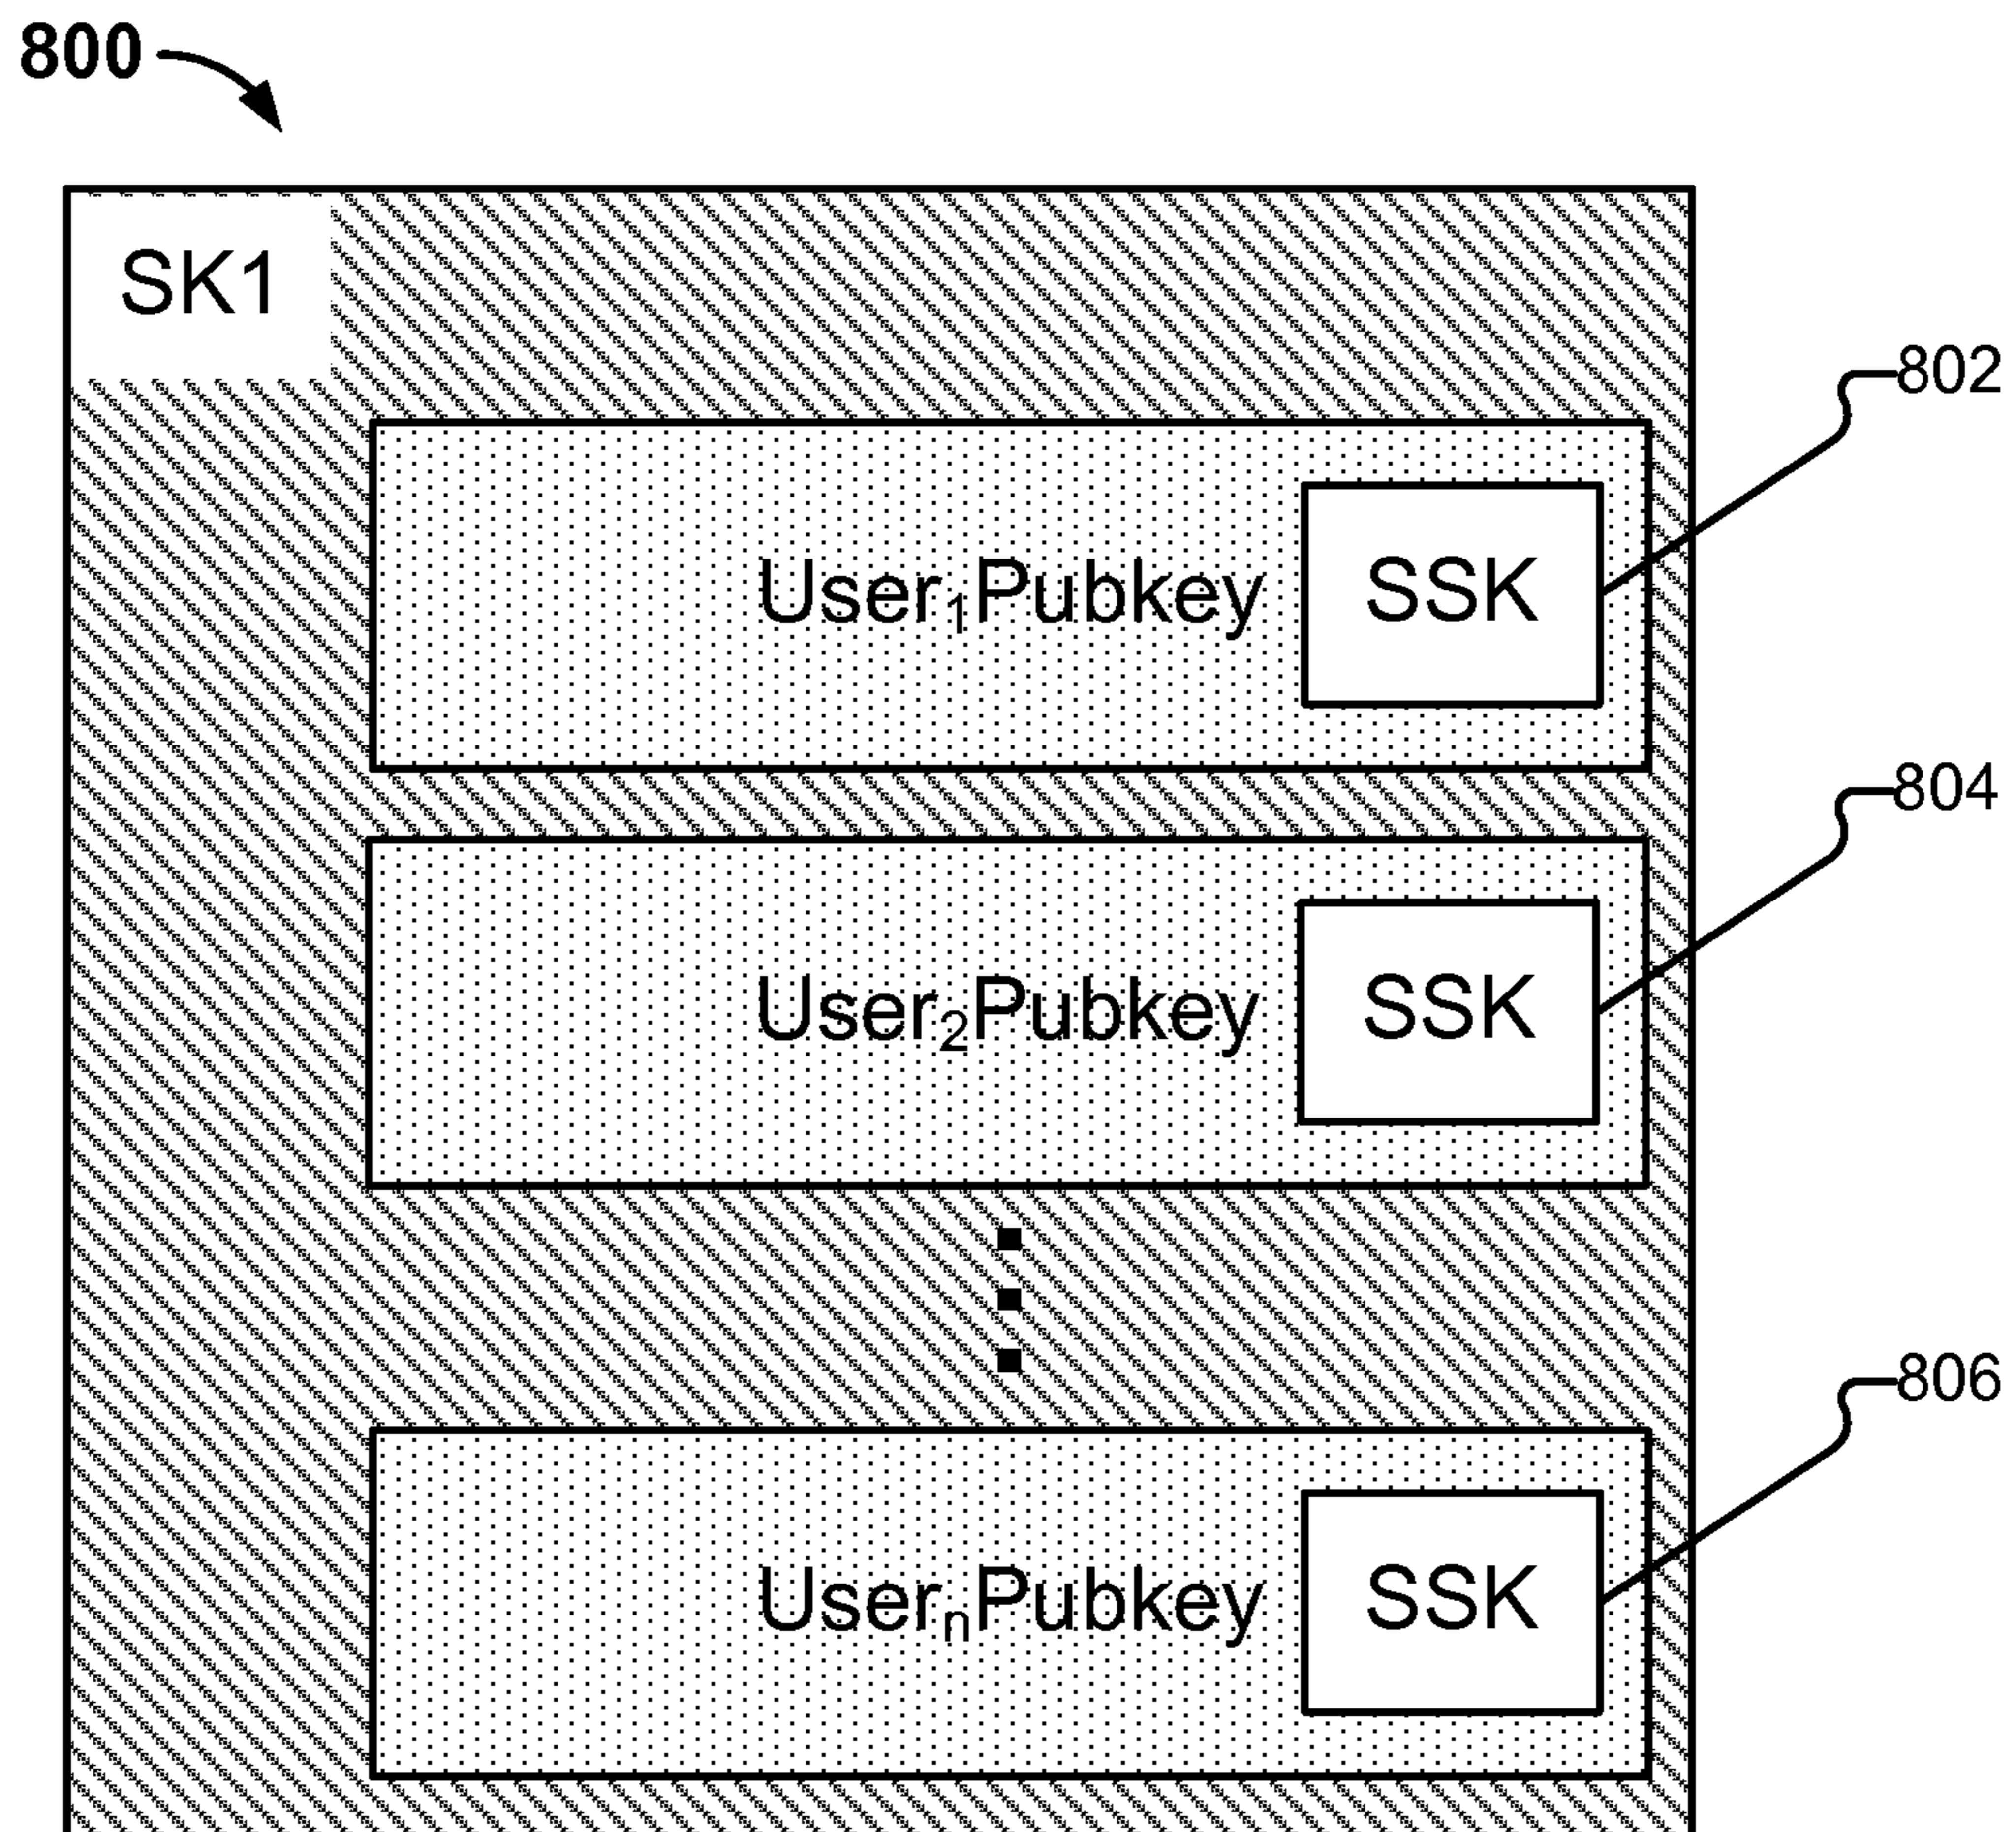 800
SK1
802
User₁Pubkey SSK
804
User₂Pubkey SSK
806
UserₙPubkey SSK